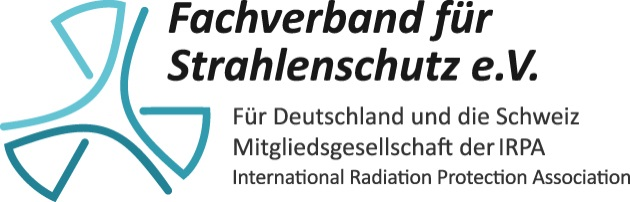 Fachverband für
Strahlenschutz e.V.
Für Deutschland und die Schweiz
Mitgliedsgesellschaft der IRPA
International Radiation Protection Association